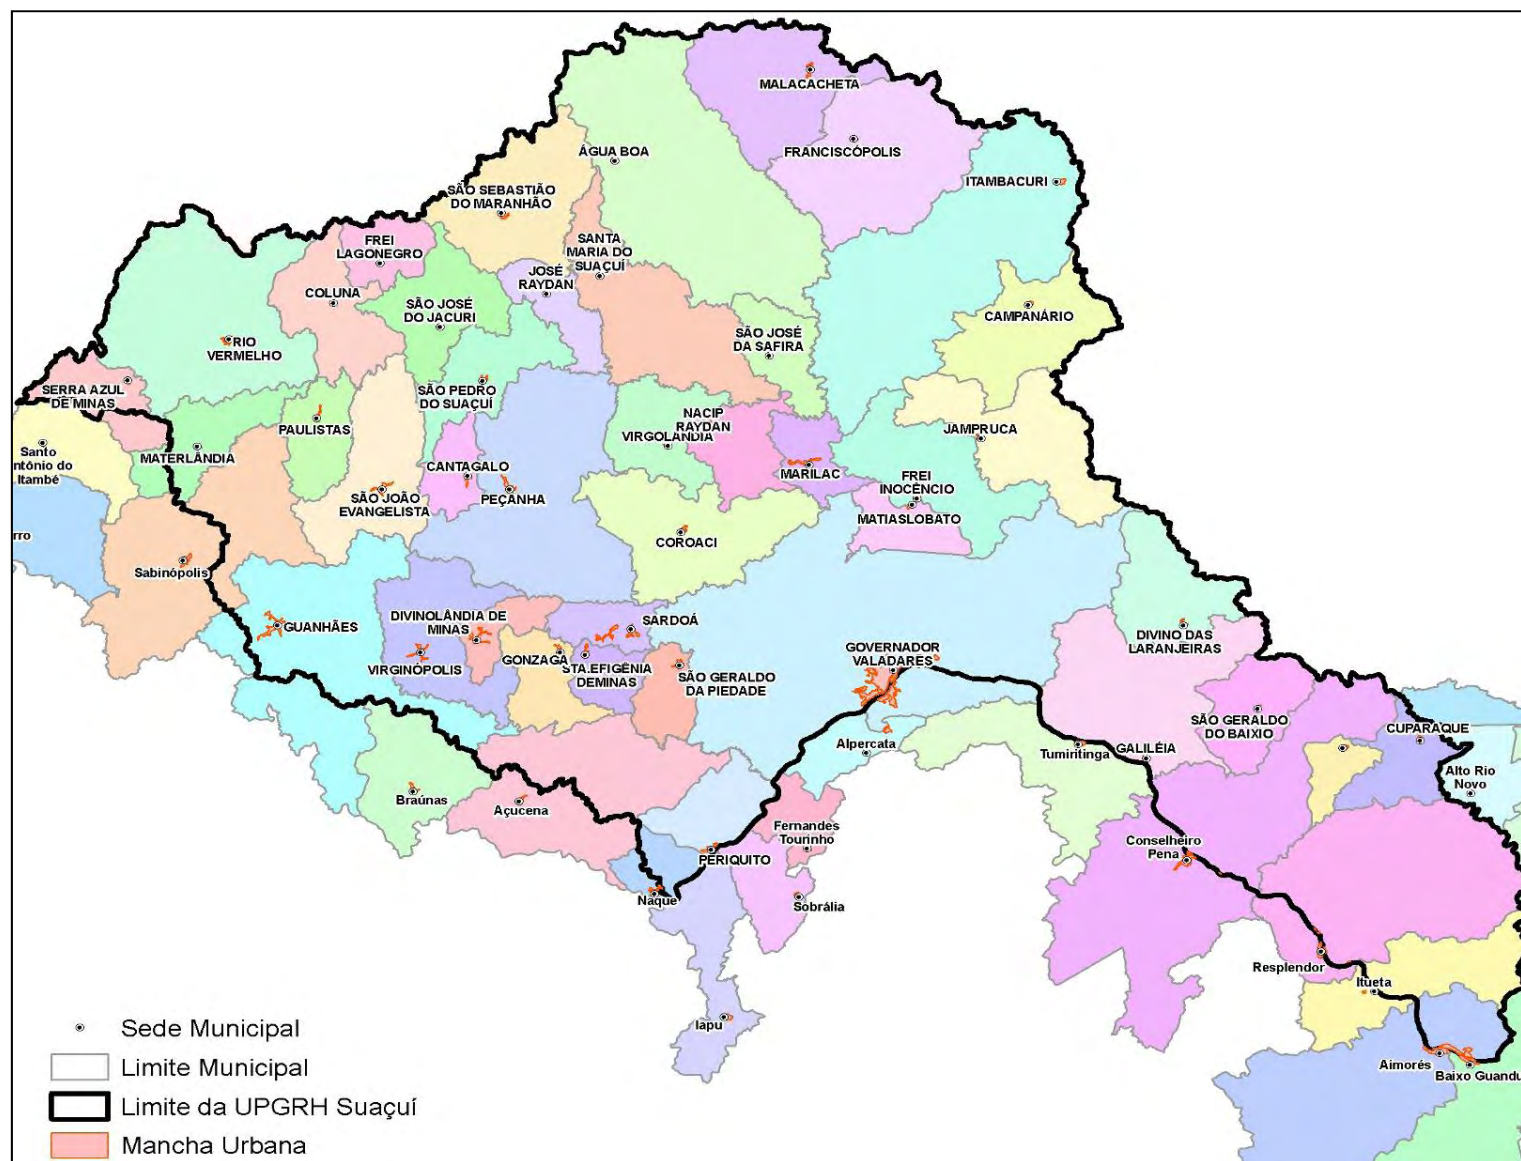 MALACACHETA
ÁGUA BOA
FRANCISCÓPOLIS
ITAMBACURI
SÃO SEBASTIÃO
DO MARANHÃO
FREI
LAGONEGRO
SANTA
MARIA DO
SUAÇUÍ
JOSÉ
RAYDAN
COLUNA
SÃO JOSÉ
DO JACURI
CAMPANÁRIO
SÃO JOSÉ
DA SAFIRA
RIO
VERMELHO
SERRA AZUL
DE MINAS
SÃO PEDRO
DO SUAÇUÍ
PAULISTAS
NACIP
RAYDAN
VIRGOLÂNDIA
JAMPRUCA
Santo
ntônio do
Itambé
MATERLÂNDIA
CANTAGALO
MARILAC
FREI
INOCÊNCIO
SÃO JOÃO
EVANGELISTA
PEÇANHA
MATIASLOBATO
rro
COROACI
Sabinópolis
GUANHÃES
DIVINOLÂNDIA DE
MINAS
SARDOÁ
DIVINO DAS
LARANJEIRAS
VIRGINÓPOLIS
GONZAGA
STA.EFIGÊNIA
DEMINAS
SÃO GERALDO
DA PIEDADE
GOVERNADOR
VALADARES
SÃO GERALDO
DO BAIXIO
CUPARAQUE
Alpercata
Tumiritinga
GALILÉIA
Alto Rio
Novo
Braúnas
Açucena
Fernandes
Tourinho
Conselheiro
Pena
PERIQUITO
Naque
Sobrália
Resplendor
Itueta
Iapu
Aimorés
Baixo Guandu
Sede Municipal
Limite Municipal
Limite da UPGRH Suaçuí
Mancha Urbana